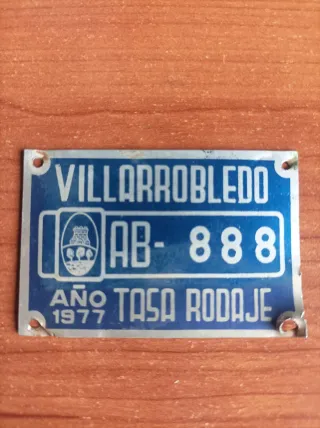 VILLARROBLEDO
AB- 888
AÑO 1977 TASA RODAJE